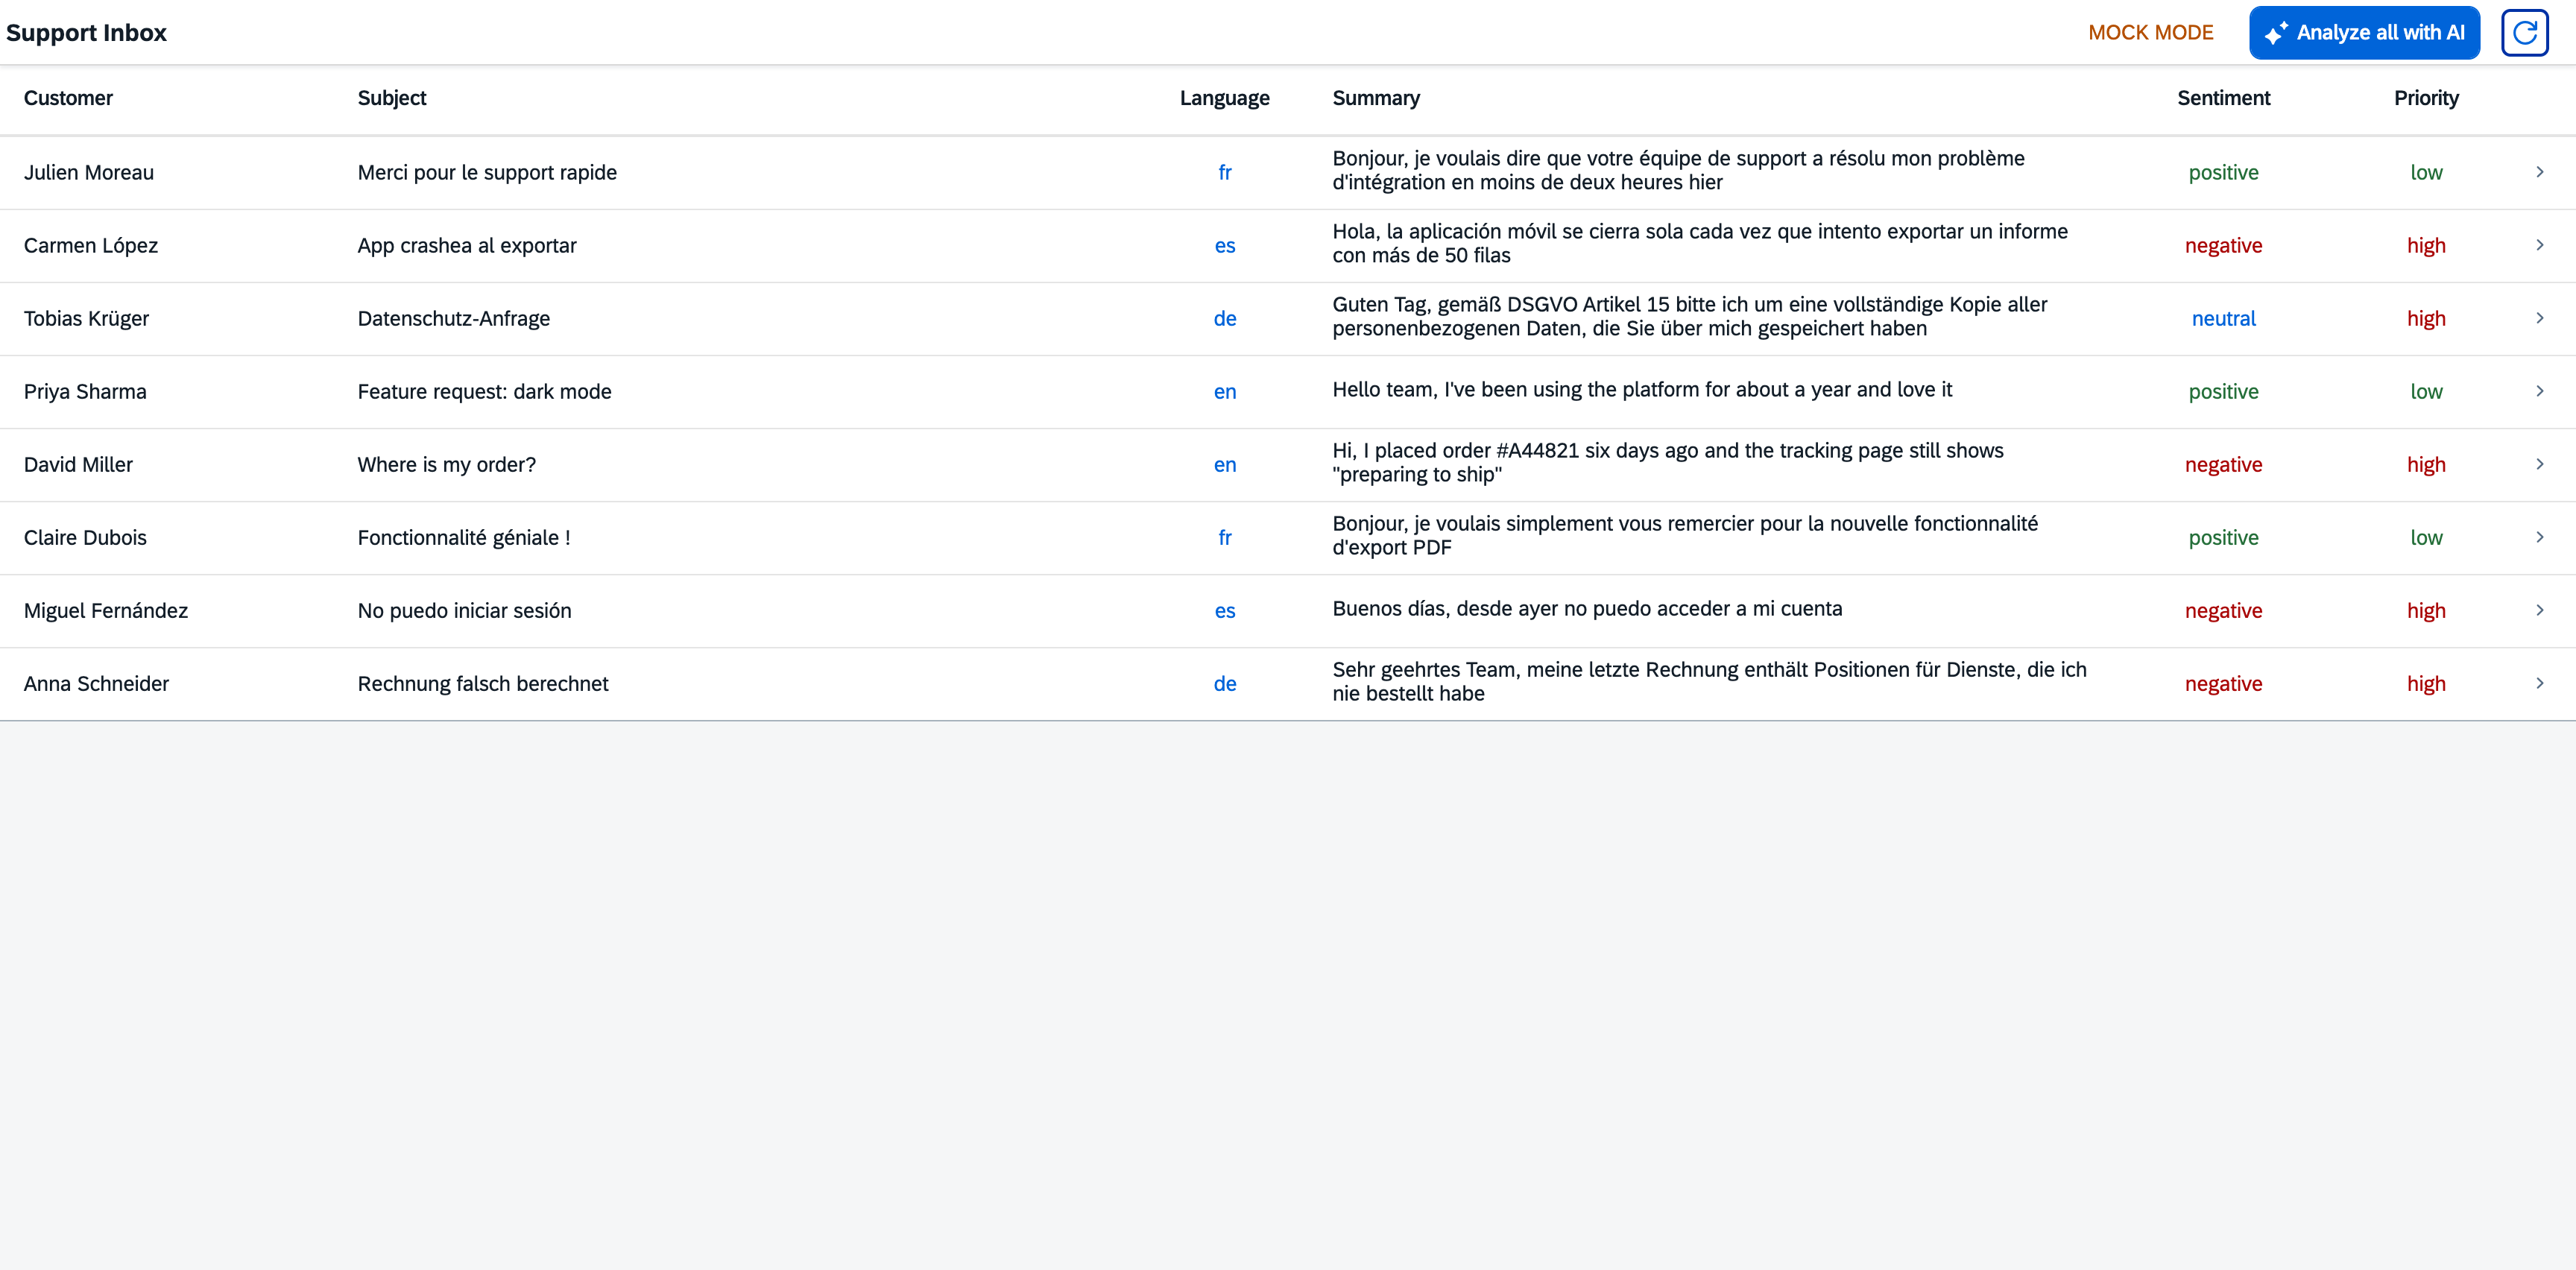 Support Inbox
MOCK MODE
Analyze all with AI
Customer Subject Language Summary Sentiment Priority
Julien Moreau Merci pour le support rapide fr Bonjour, je voulais dire que votre équipe de support a résolu mon problème positive low
d'intégration en moins de deux heures hier
Carmen López App crashea al exportar es Hola, la aplicación móvil se cierra sola cada vez que intento exportar un informe negative high
con más de 50 filas
Tobias Krüger Datenschutz-Anfrage de Guten Tag, gemäß DSGVO Artikel 15 bitte ich um eine vollständige Kopie aller neutral high
personenbezogenen Daten, die Sie über mich gespeichert haben
Priya Sharma Feature request: dark mode en Hello team, I've been using the platform for about a year and love it positive low
David Miller Where is my order? en Hi, I placed order #A44821 six days ago and the tracking page still shows negative high
"preparing to ship"
Claire Dubois Fonctionnalité géniale ! fr Bonjour, je voulais simplement vous remercier pour la nouvelle fonctionnalité positive low
d'export PDF
Miguel Fernández No puedo iniciar sesión es Buenos días, desde ayer no puedo acceder a mi cuenta negative high
Anna Schneider Rechnung falsch berechnet de Sehr geehrtes Team, meine letzte Rechnung enthält Positionen für Dienste, die ich negative high
nie bestellt habe